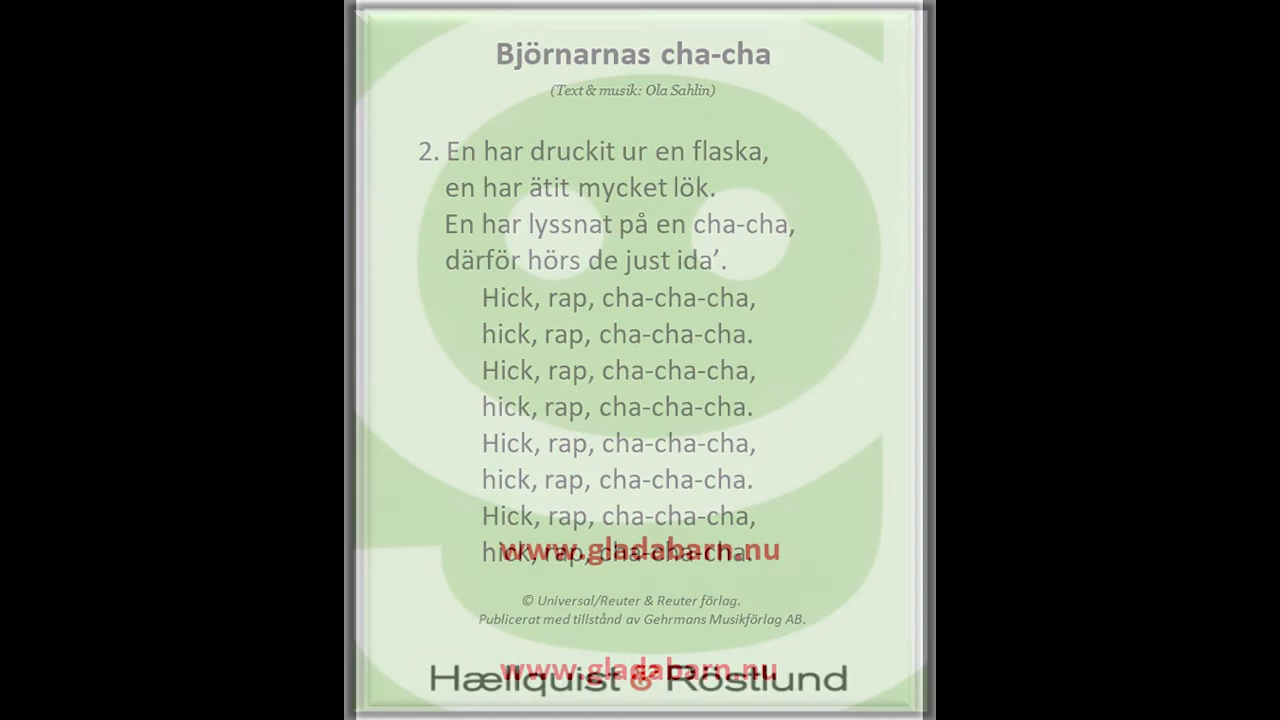 Björnarnas cha-cha
(Text & musik: Ola Sahlin)
2. En har druckit ur en flaska,
en har ätit mycket lök.
En har lyssnat på en cha-cha,
därför hörs de just ida’.
Hick, rap, cha-cha-cha,
hick, rap, cha-cha-cha.
Hick, rap, cha-cha-cha,
hick, rap, cha-cha-cha.
Hick, rap, cha-cha-cha,
hick, rap, cha-cha-cha.
Hick, rap, cha-cha-cha,
hick, rap, cha-cha-cha.
www.gladabarn.nu
© Universal/Reuter & Reuter förlag.
Publicerat med tillstånd av Gehrmans Musikförlag AB.
www.gladabarn.nu
Hællquist & Röstlund